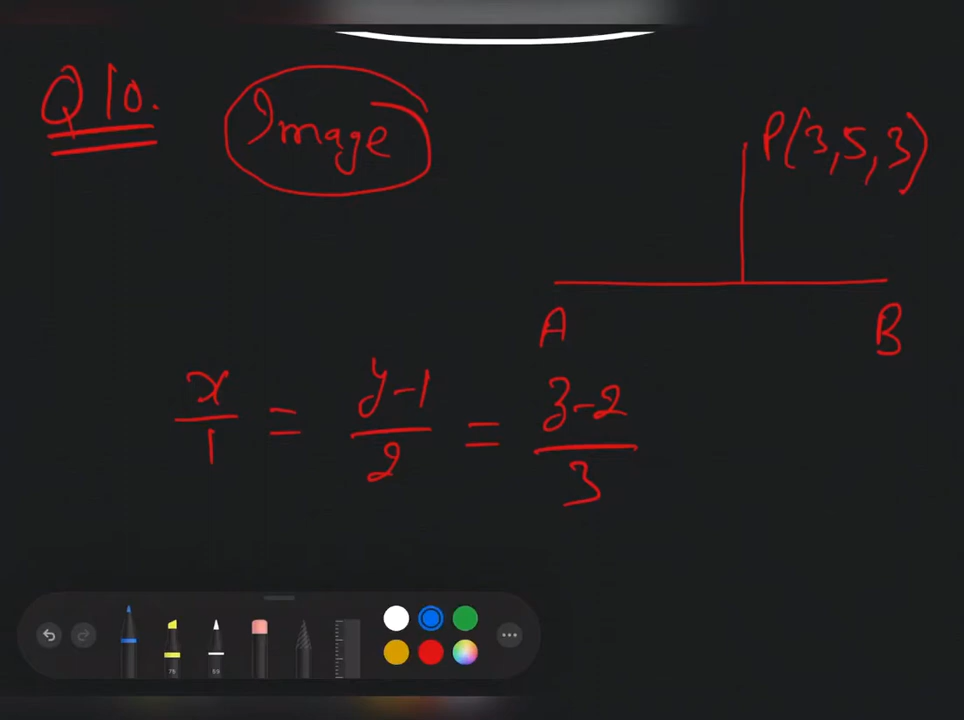 Q10. Image
P(3,5,3)
A B
x/1 = y-1/2 = z-2/3